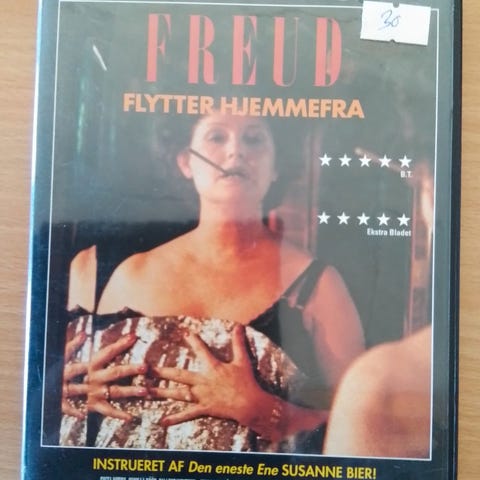 30
FREUD
FLYTTER HJEMMEFRA
★★★★★
B.T.
★★★★★
Ekstra Bladet
INSTRUERET AF Den eneste Ene SUSANNE BIER!